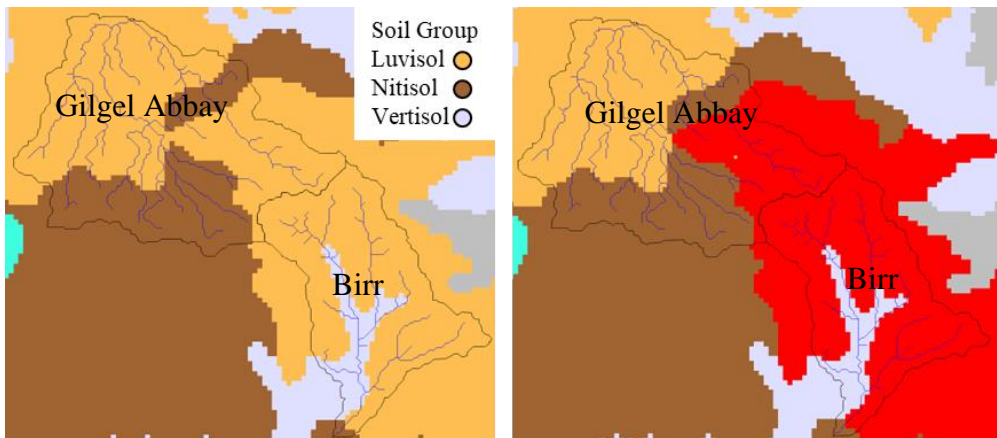 Soil Group
Luvisol
Nitisol
Vertisol
Gilgel Abbay
Birr
Gilgel Abbay
Birr